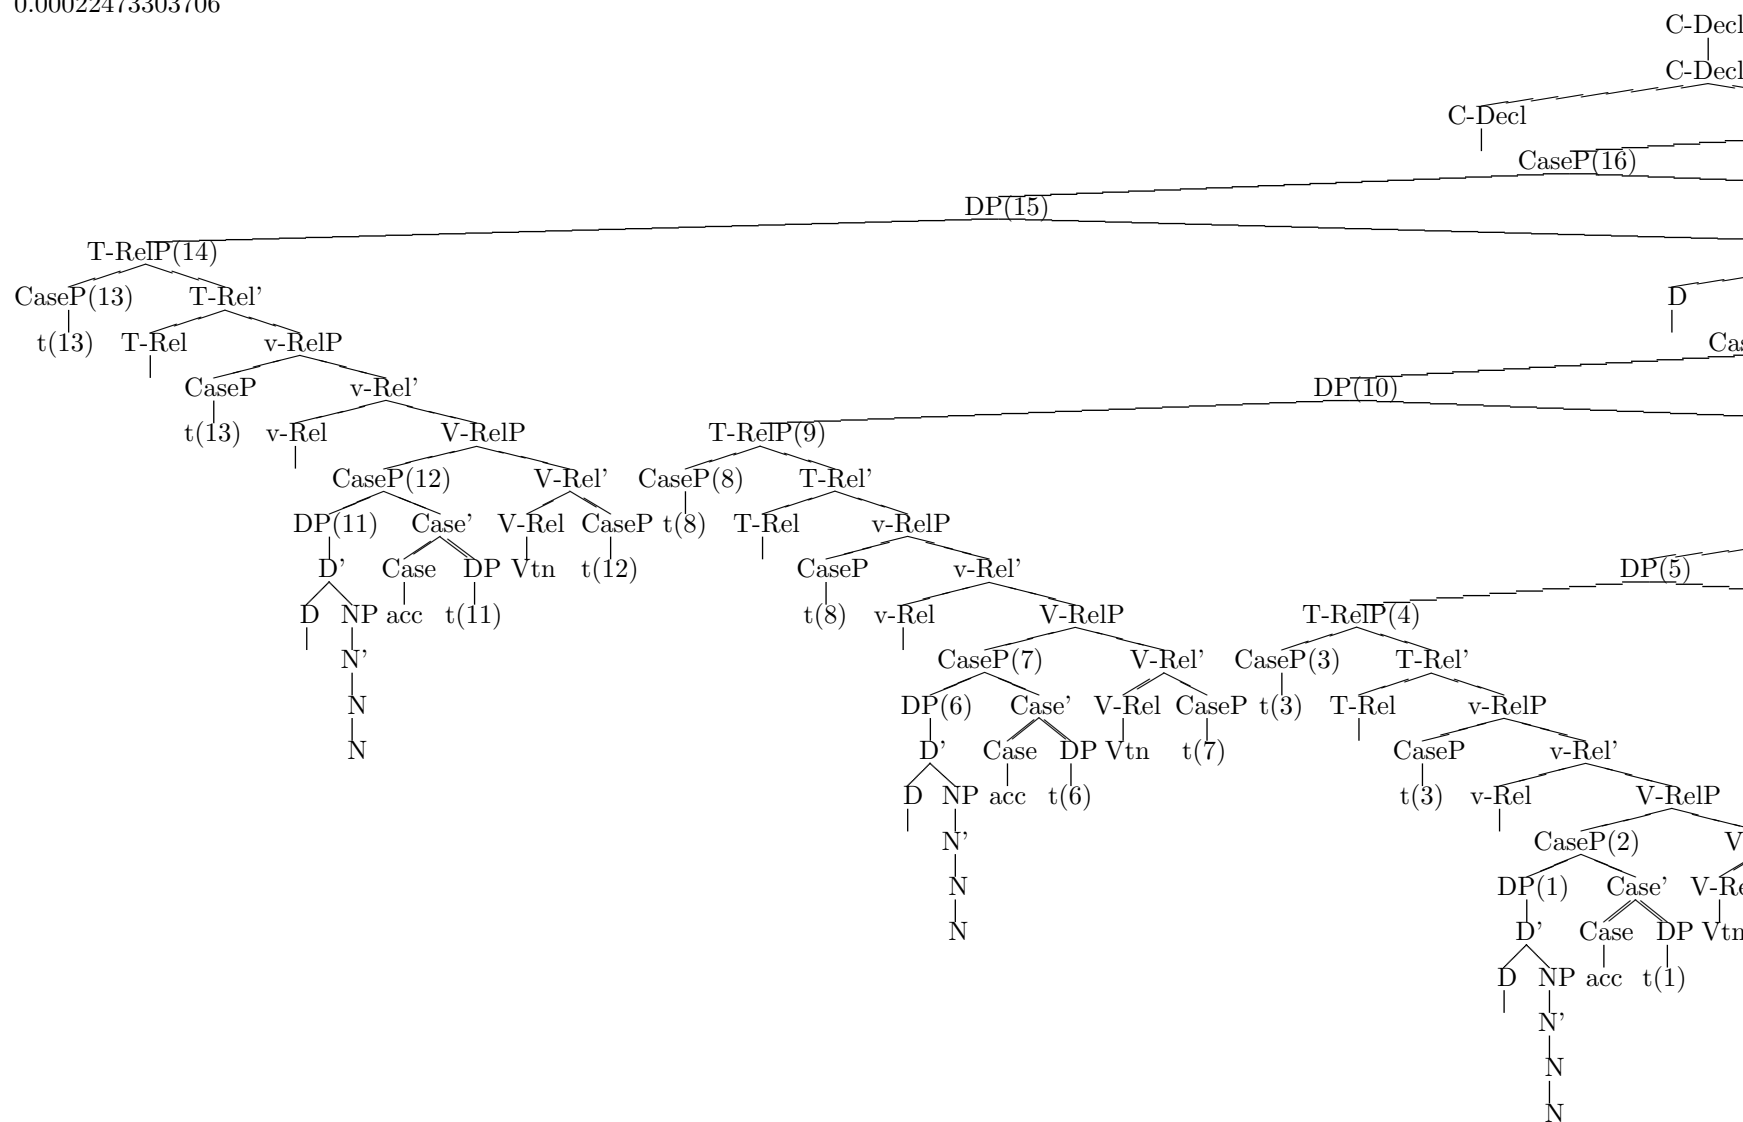 0.00022473303706
C-Decl
C-Decl
C-Decl
CaseP(16)
DP(15)
T-RelP(14)
CaseP(13) T-Rel' D
t(13) T-Rel v-RelP
CaseP v-Rel' DP(10)
t(13) v-Rel V-RelP T-RelP(9)
CaseP(12) V-Rel' CaseP(8) T-Rel'
DP(11) Case' V-Rel CaseP t(8) T-Rel v-RelP
D' Case DP Vtn t(12) CaseP v-Rel' DP(5)
D NP acc t(11) t(8) v-Rel V-RelP T-RelP(4)
N' CaseP(7) V-Rel' CaseP(3) T-Rel'
N DP(6) Case' V-Rel CaseP t(3) T-Rel v-RelP
N D' Case DP Vtn t(7) CaseP v-Rel'
D NP acc t(6) t(3) v-Rel V-RelP
N' CaseP(2)
N DP(1) Case'
N D' Case DP Vtn
D NP acc t(1)
N'
N
N